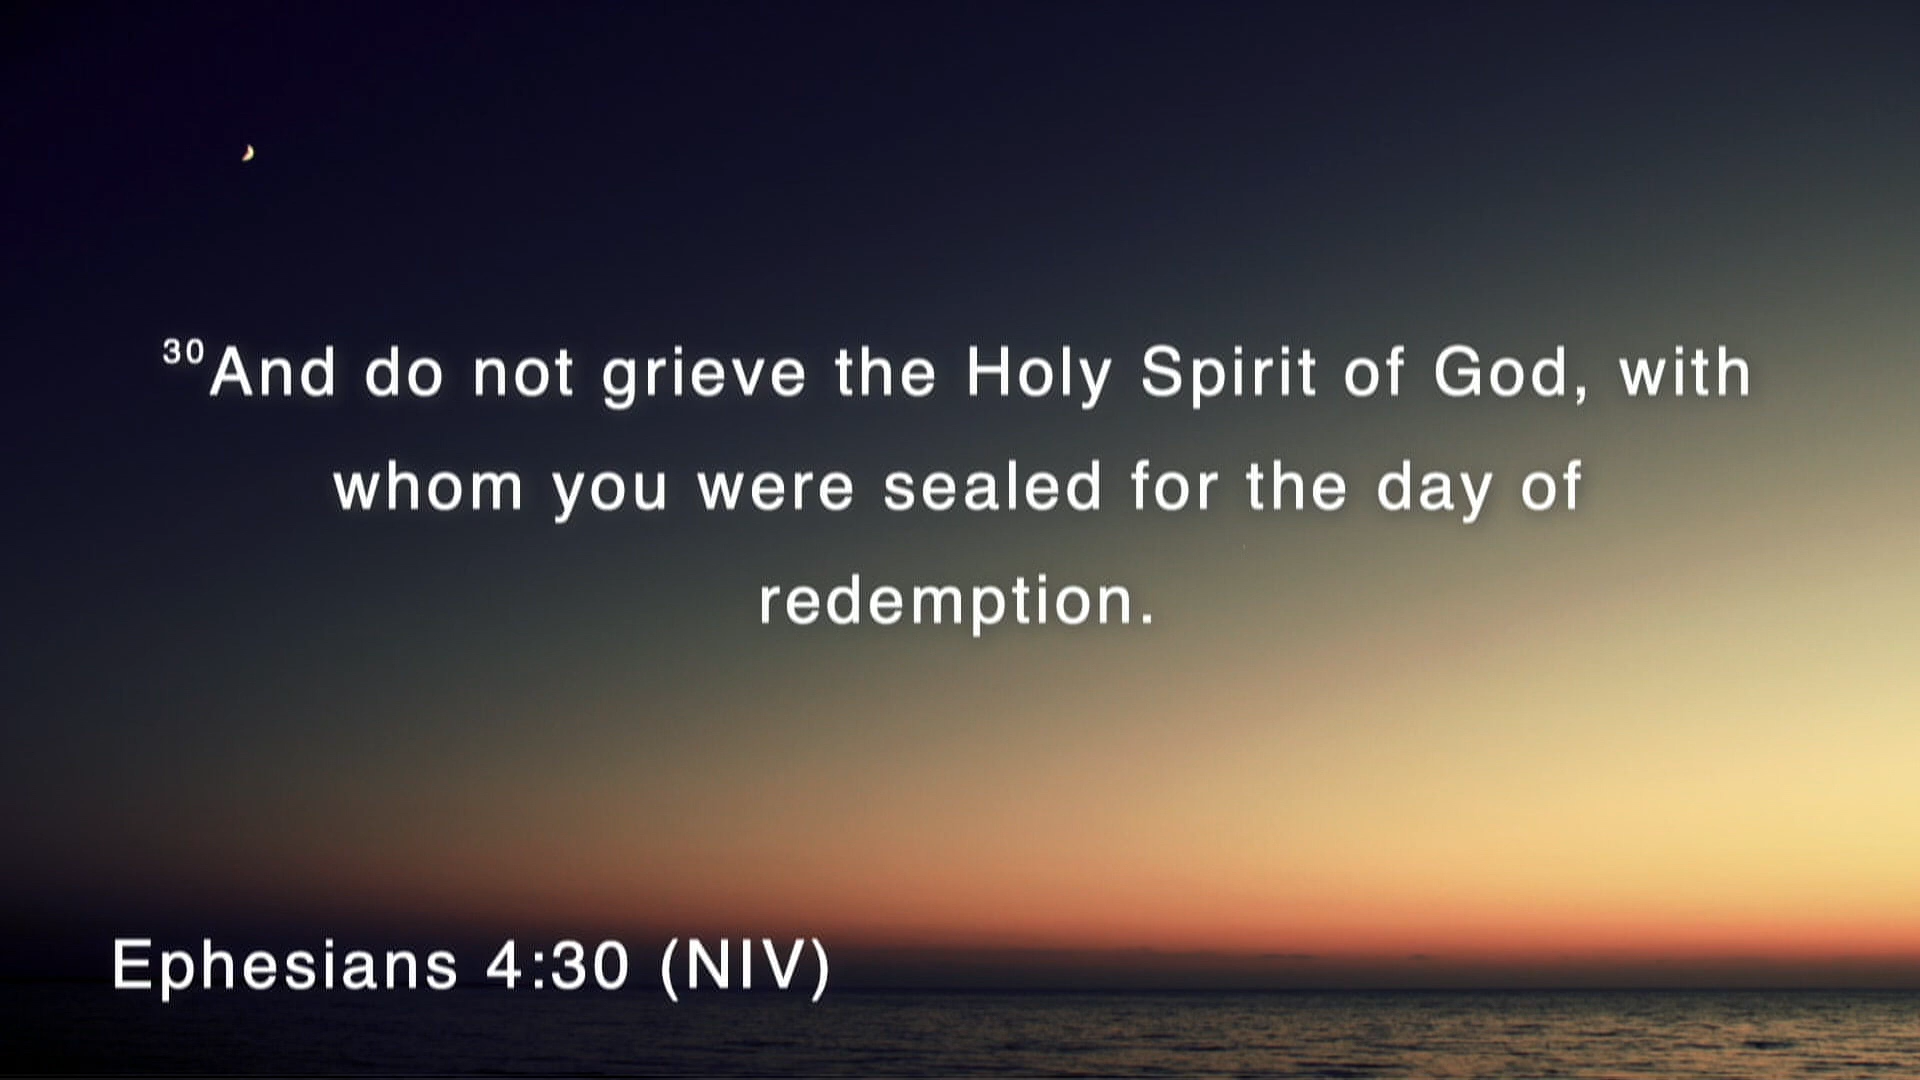 30And do not grieve the Holy Spirit of God, with
whom you were sealed for the day of
redemption.
Ephesians 4:30 (NIV)